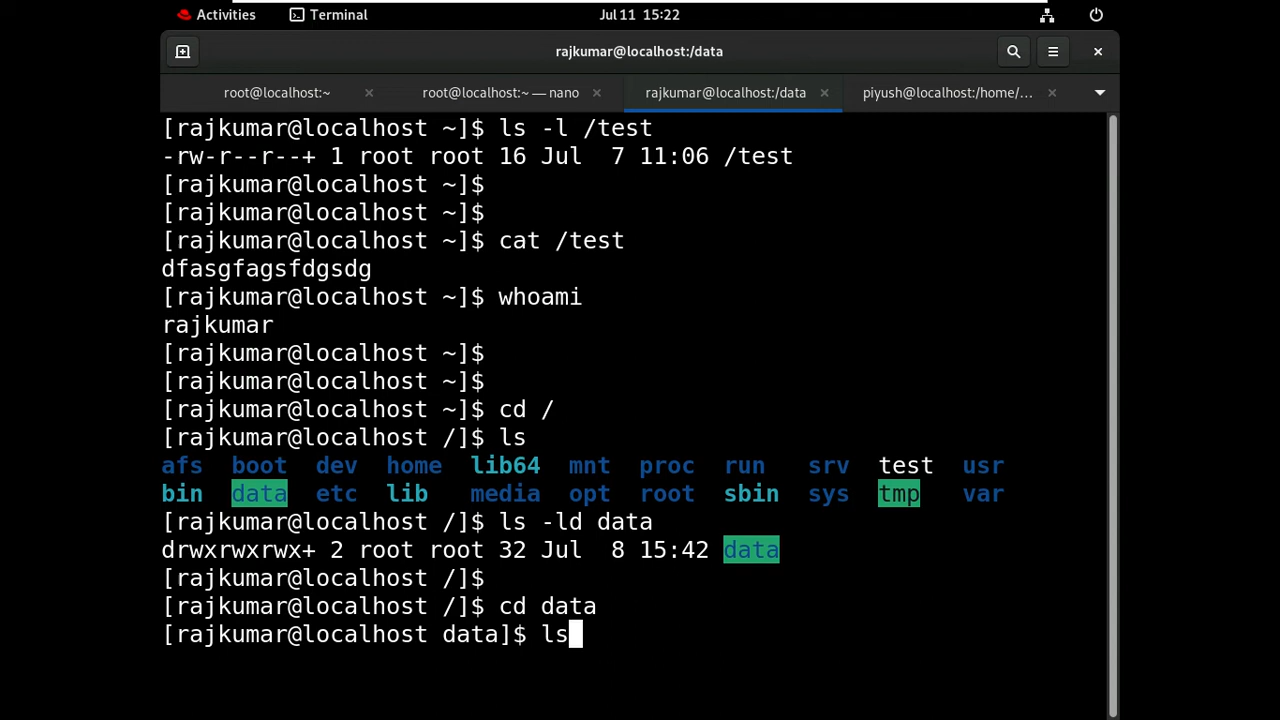 Activities Terminal Jul 11 15:22
rajkumar@localhost:/data
root@localhost:~ root@localhost:~ — nano rajkumar@localhost:/data piyush@localhost:/home/...
[rajkumar@localhost ~]$ ls -l /test
-rw-r--r--+ 1 root root 16 Jul  7 11:06 /test
[rajkumar@localhost ~]$
[rajkumar@localhost ~]$
[rajkumar@localhost ~]$ cat /test
dfasgfagsfdgsdg
[rajkumar@localhost ~]$ whoami
rajkumar
[rajkumar@localhost ~]$
[rajkumar@localhost ~]$
[rajkumar@localhost ~]$ cd /
[rajkumar@localhost /]$ ls
afs  boot  dev  home  lib64  mnt  proc  run  srv  test  usr
bin  data  etc  lib  media  opt  root  sbin  sys  tmp  var
[rajkumar@localhost /]$ ls -ld data
drwxrwxrwx+ 2 root root 32 Jul  8 15:42 data
[rajkumar@localhost /]$
[rajkumar@localhost /]$ cd data
[rajkumar@localhost data]$ ls